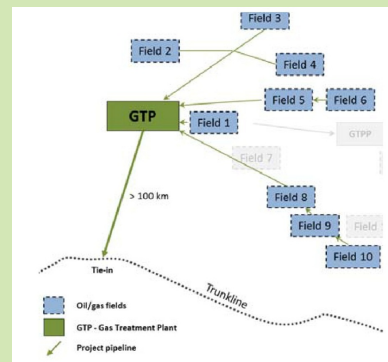 Field 3
Field 2
Field 4
Field 5
Field 6
GTP
Field 1
GTPP
Field 7
> 100 km
Field 8
Field 9
Field
Field 10
Tie-in
Trunkline
Oil/gas fields
GTP - Gas Treatment Plant
Project pipeline